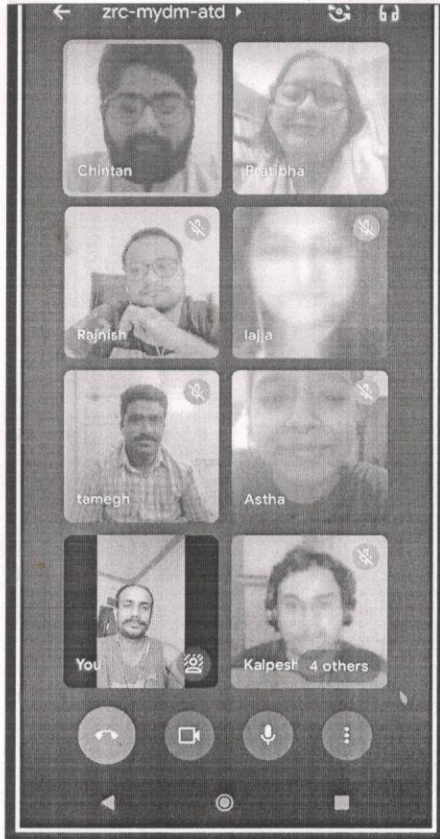 zrc-mydm-atd
Chintan
Pratibha
Rajnish
lajja
tamegh
Astha
You
Kalpesh
4 others